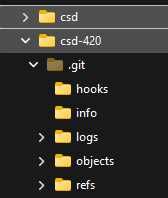 csd
csd-420
.git
hooks
info
logs
objects
refs